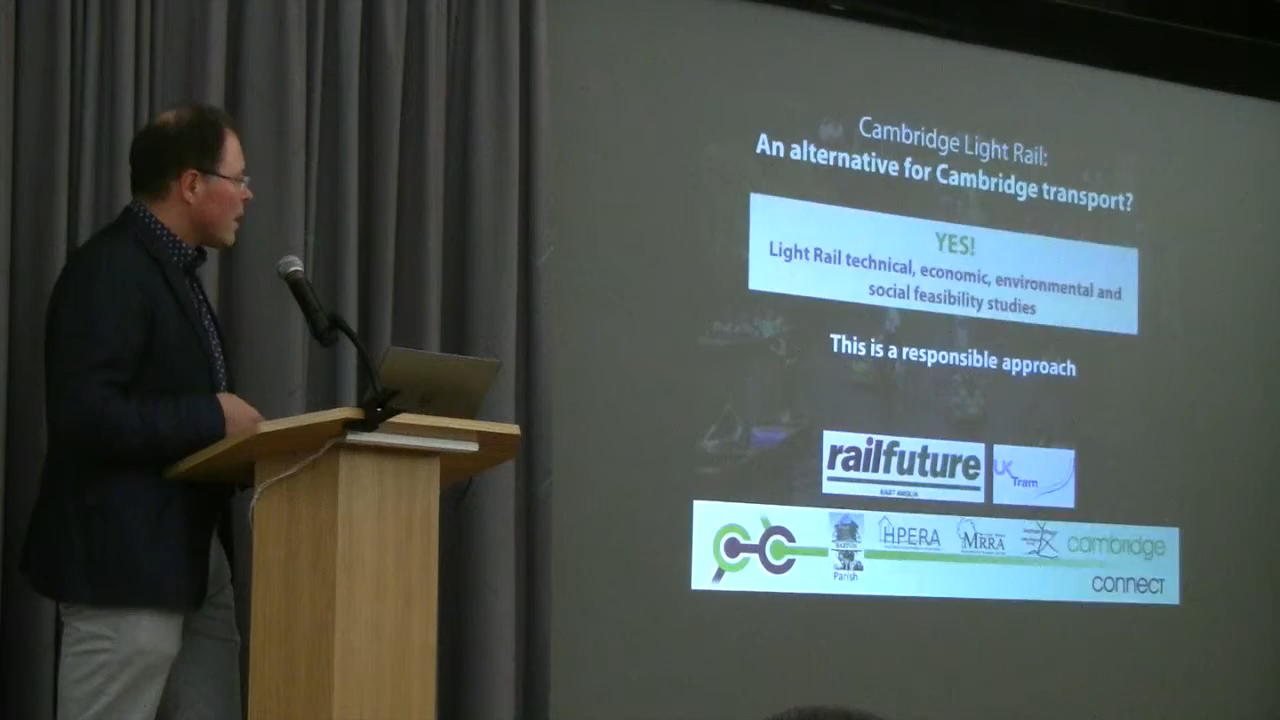 Cambridge Light Rail:
An alternative for Cambridge transport?
YES!
Light Rail technical, economic, environmental and
social feasibility studies
This is a responsible approach
railfuture
EAST ANGLIA
UK
Tram
HPERA
MRRA
cambridge
Parish
connect